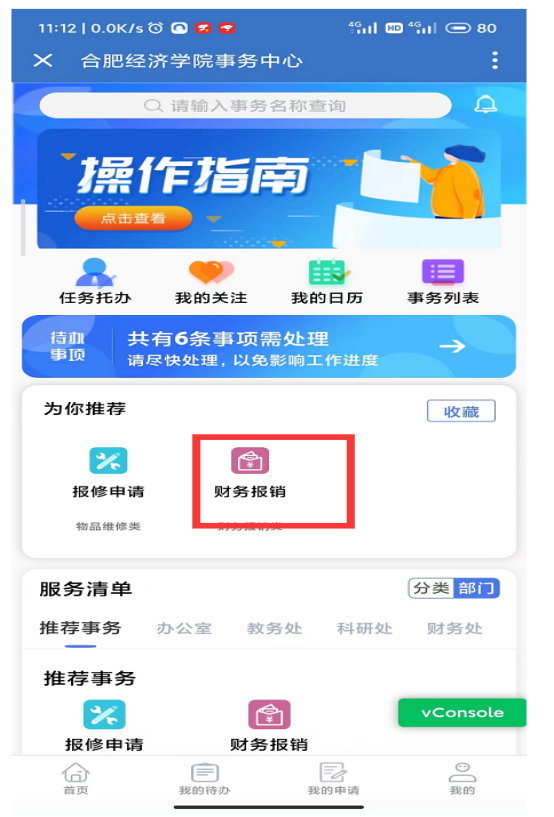 11:12 | 0.0K/s 4G HD 4G 80
合肥经济学院事务中心
请输入事务名称查询
操作指南
点击查看
任务托办 我的关注 我的日历 事务列表
待办 共有6条事项需处理
事项 请尽快处理，以免影响工作进度
为你推荐 收藏
报修申请 财务报销
物品维修类 财务报销类
服务清单 分类 部门
推荐事务 办公室 教务处 科研处 财务处
推荐事务
vConsole
报修申请 财务报销
首页 我的待办 我的申请 我的